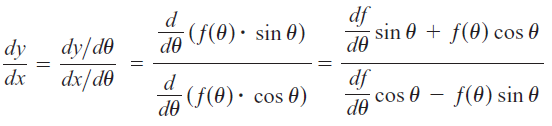 dy/dx = (dy/dθ)/(dx/dθ) = (d/dθ (f(θ) · sin θ))/(d/dθ (f(θ) · cos θ)) = (df/dθ sin θ + f(θ) cos θ)/(df/dθ cos θ − f(θ) sin θ)